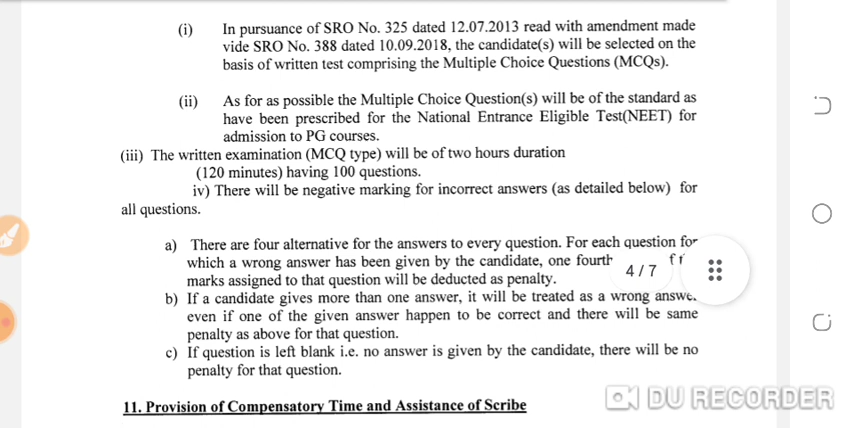 (i) In pursuance of SRO No. 325 dated 12.07.2013 read with amendment made
vide SRO No. 388 dated 10.09.2018, the candidate(s) will be selected on the
basis of written test comprising the Multiple Choice Questions (MCQs).
(ii) As for as possible the Multiple Choice Question(s) will be of the standard as
have been prescribed for the National Entrance Eligible Test(NEET) for
admission to PG courses.
(iii) The written examination (MCQ type) will be of two hours duration
(120 minutes) having 100 questions.
iv) There will be negative marking for incorrect answers (as detailed below) for
all questions.
a) There are four alternative for the answers to every question. For each question for
which a wrong answer has been given by the candidate, one fourth
marks assigned to that question will be deducted as penalty.
4 / 7
b) If a candidate gives more than one answer, it will be treated as a wrong
even if one of the given answer happen to be correct and there will be same
penalty as above for that question.
c) If question is left blank i.e. no answer is given by the candidate, there will be no
penalty for that question.
11. Provision of Compensatory Time and Assistance of Scribe
DU RECORDER